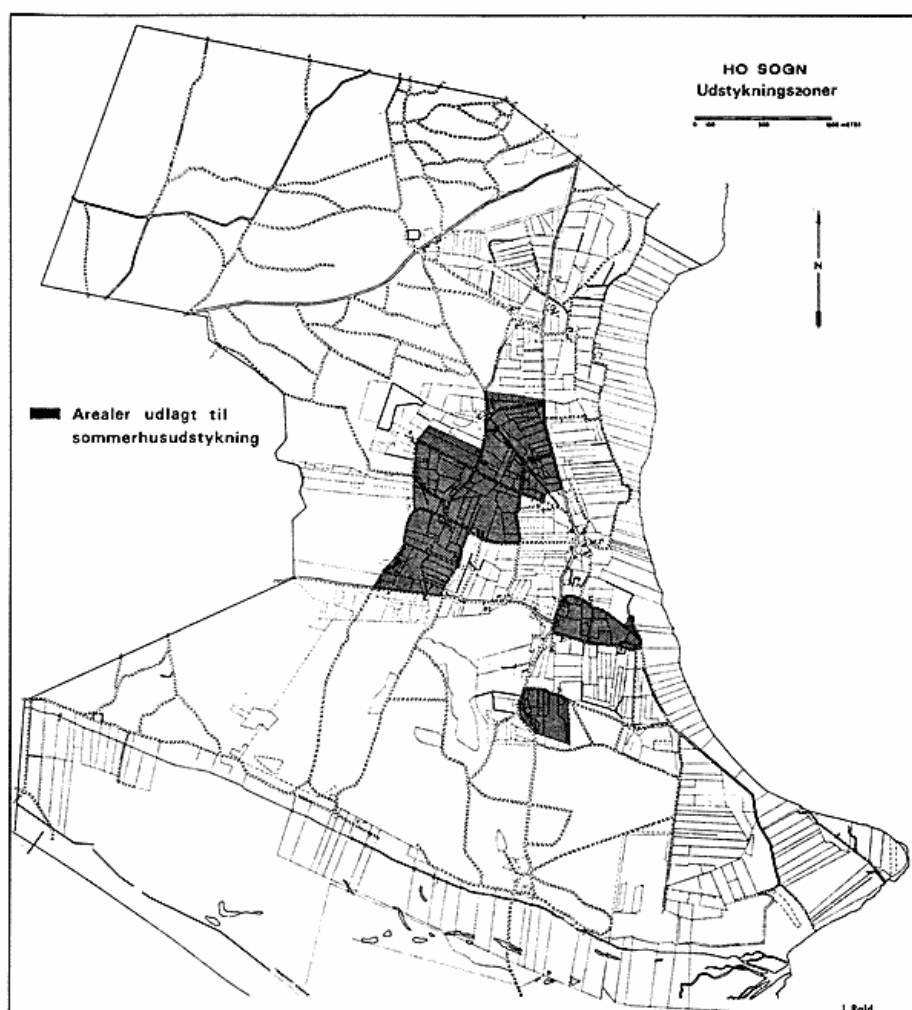 HO SOGN
Udstykningszoner
N
Arealer udlagt til
sommerhusudstykning